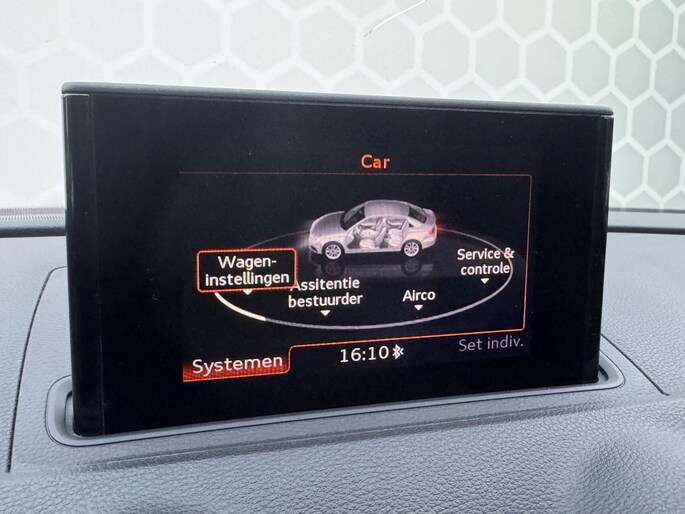 Car
Wagen-
instellingen
Assitentie
bestuurder
Airco
Service &
controle
Systemen
16:10
Set indiv.